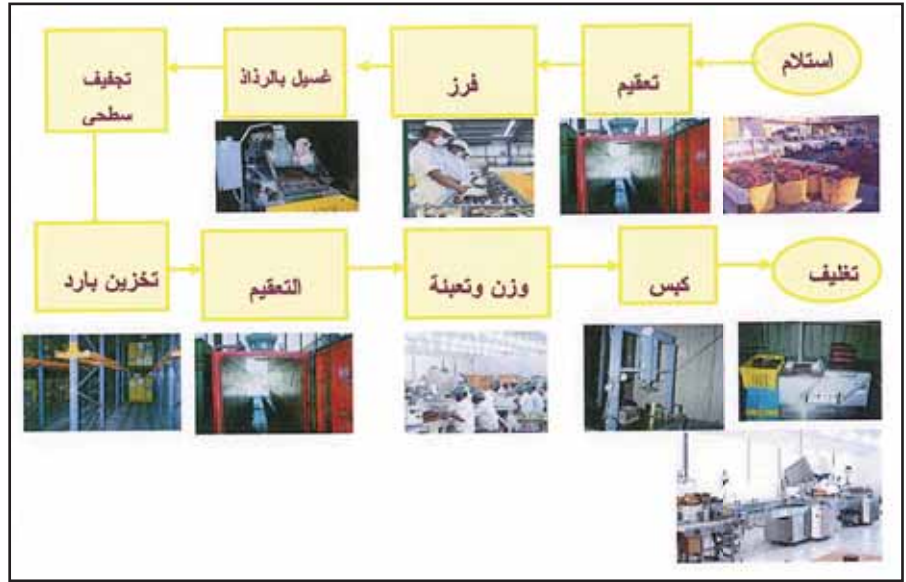 استلام
تعقيم
فرز
غسيل بالرذاذ
تجفيف
سطحى
تخزين بارد
التعقيم
وزن وتعبئة
كبس
تغليف